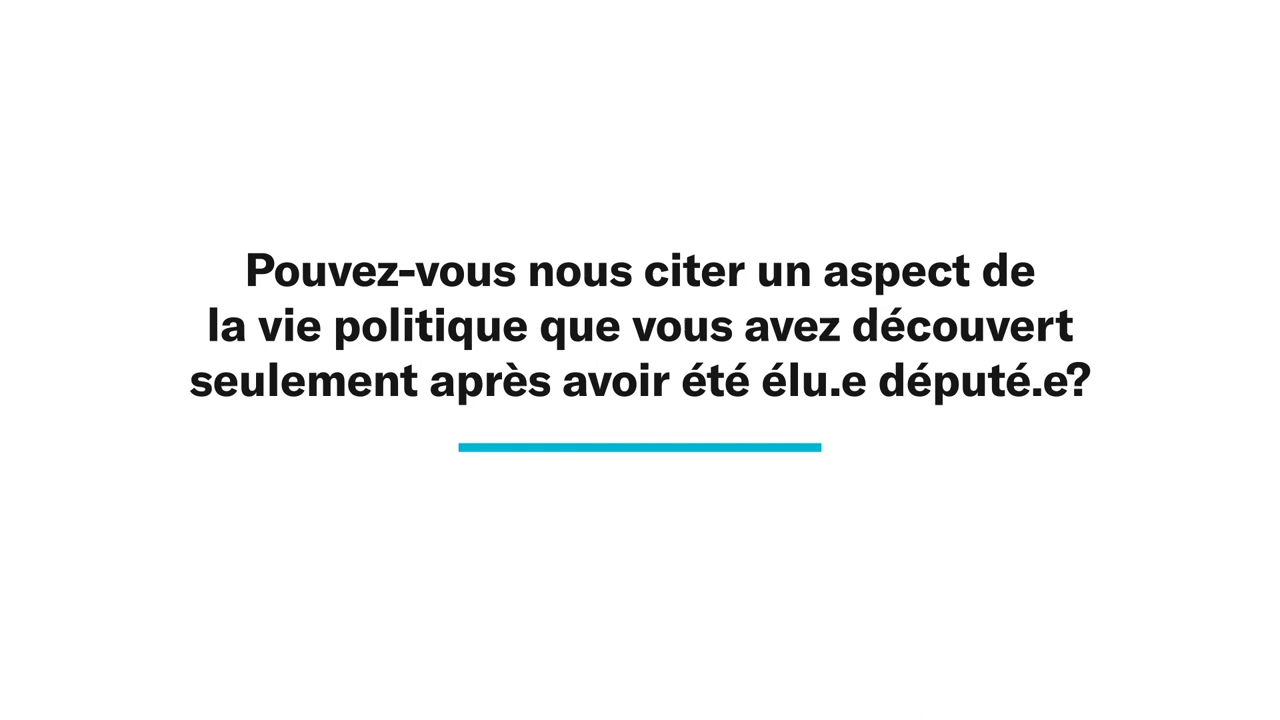 Pouvez-vous nous citer un aspect de
la vie politique que vous avez découvert
seulement après avoir été élu.e député.e?